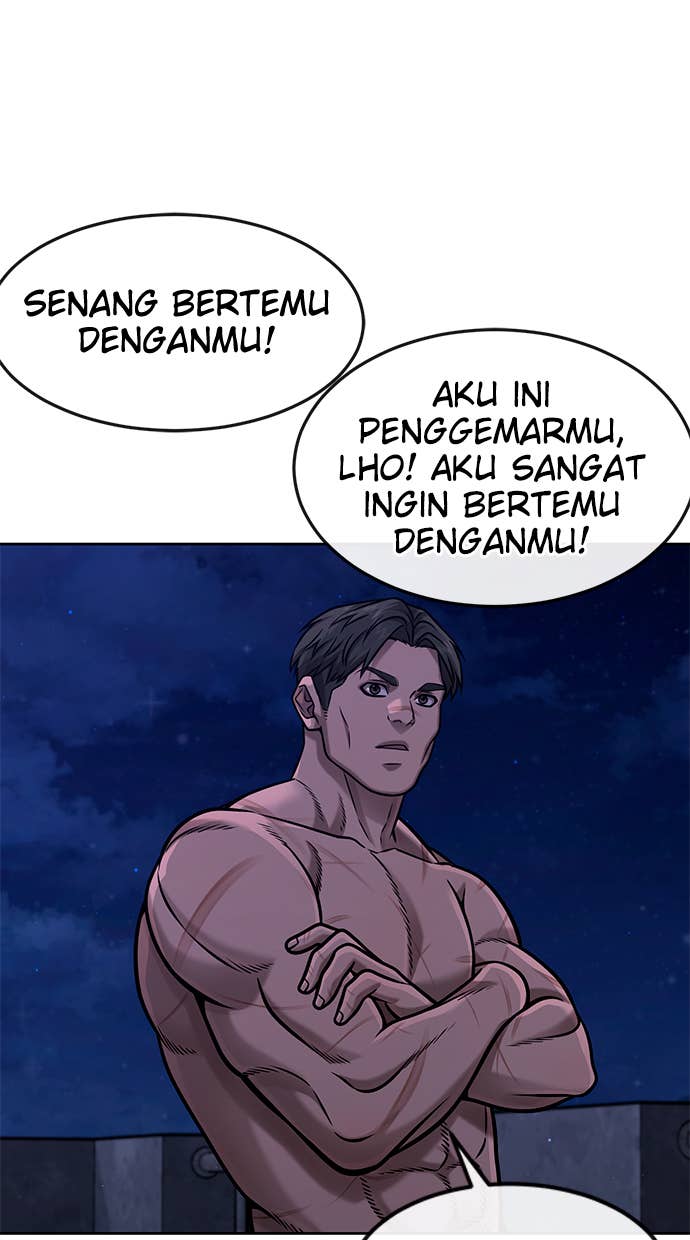 SENANG BERTEMU
DENGANMU!
AKU INI
PENGGEMARMU,
LHO! AKU SANGAT
INGIN BERTEMU
DENGANMU!